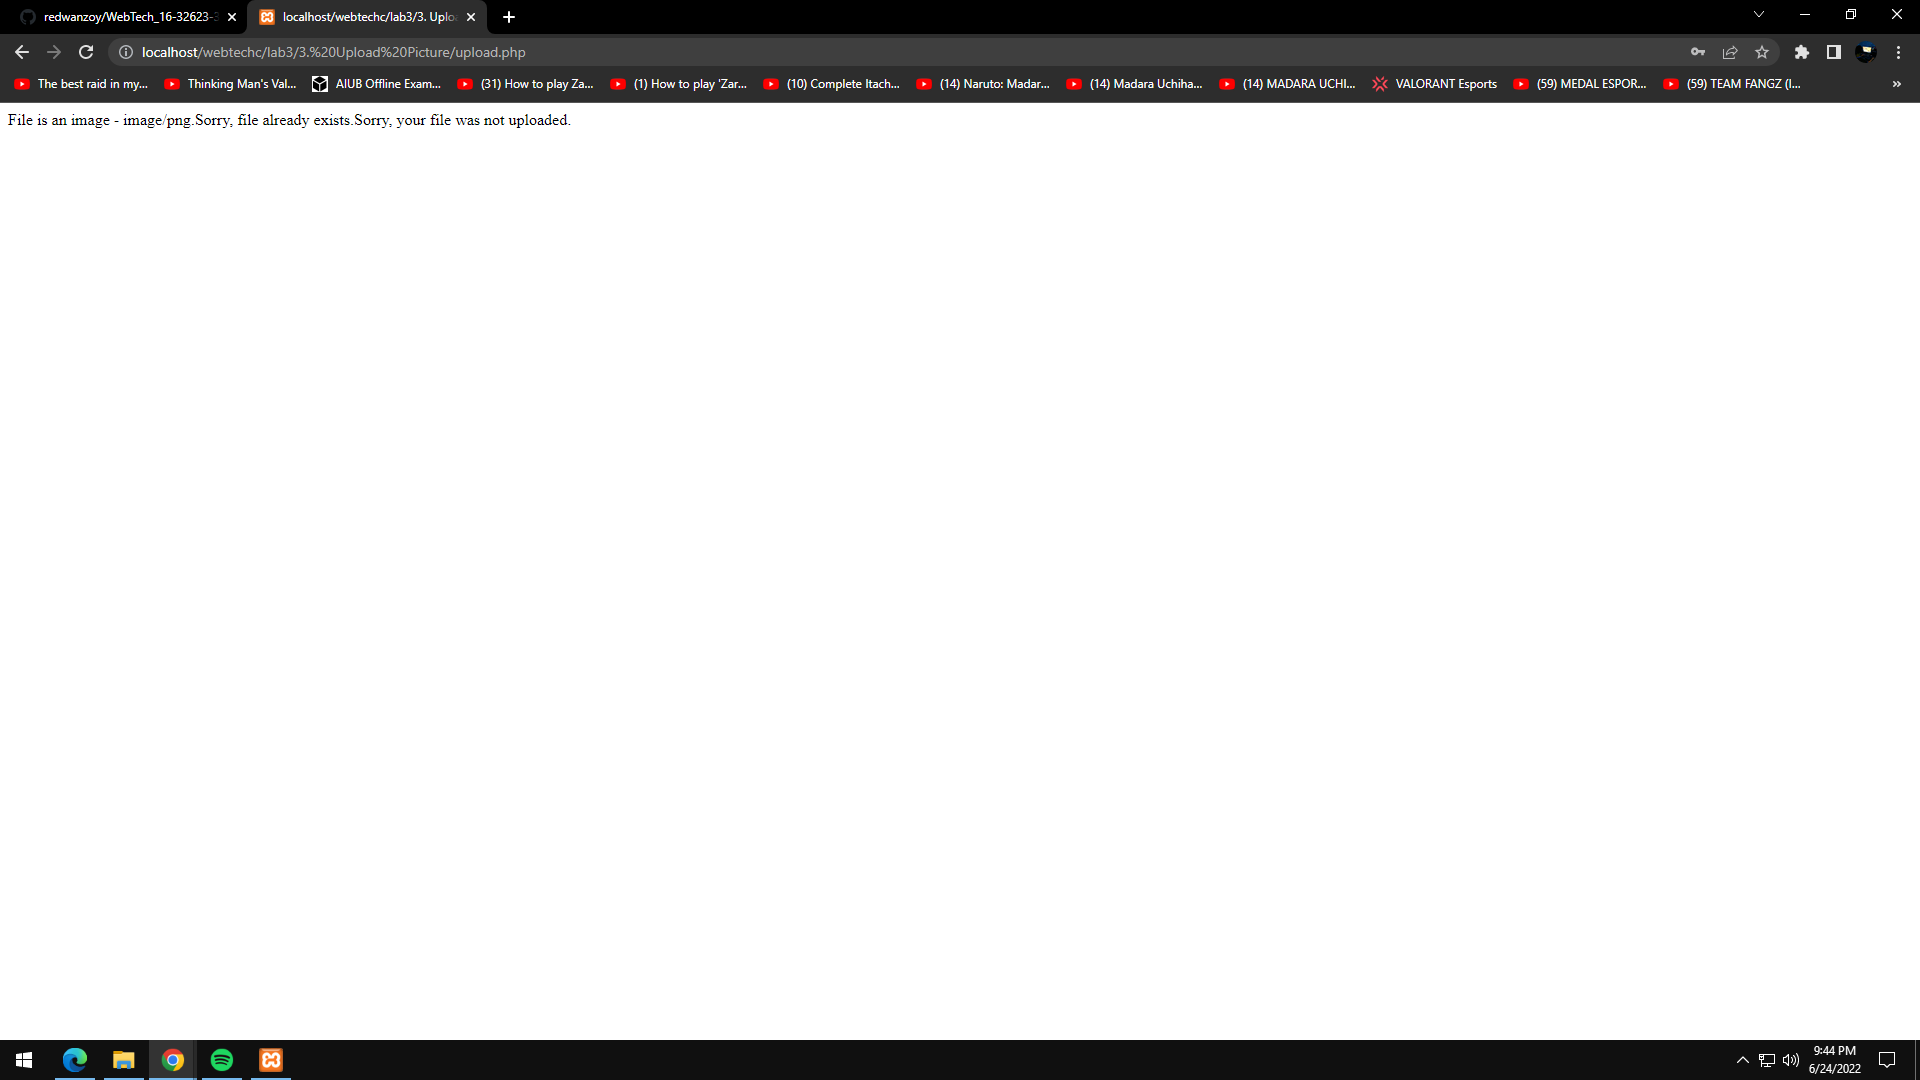 redwanzoy/WebTech_16-32623-3
localhost/webtechc/lab3/3. Uplo
localhost/webtechc/lab3/3.%20Upload%20Picture/upload.php
The best raid in my...
Thinking Man's Val...
AIUB Offline Exam...
(31) How to play Za...
(1) How to play 'Zar...
(10) Complete Itach...
(14) Naruto: Madar...
(14) Madara Uchiha...
(14) MADARA UCHI...
VALORANT Esports
(59) MEDAL ESPOR...
(59) TEAM FANGZ (I...
File is an image - image/png.Sorry, file already exists.Sorry, your file was not uploaded.
9:44 PM
6/24/2022